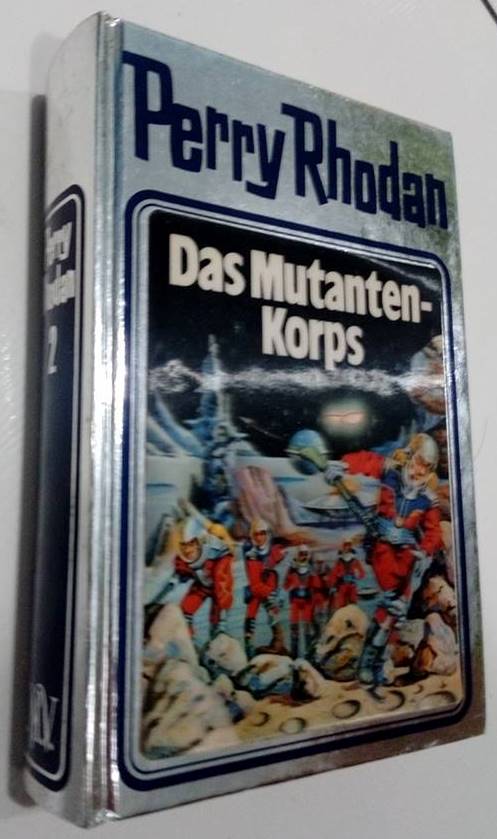 Perry Rhodan
Das Mutanten-
Korps
Perry
Rhodan
2